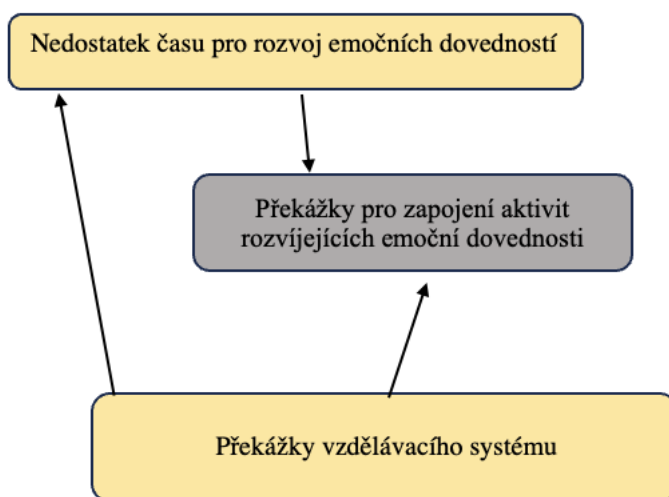 Nedostatek času pro rozvoj emočních dovedností
Překážky pro zapojení aktivit
rozvíjejících emoční dovednosti
Překážky vzdělávacího systému